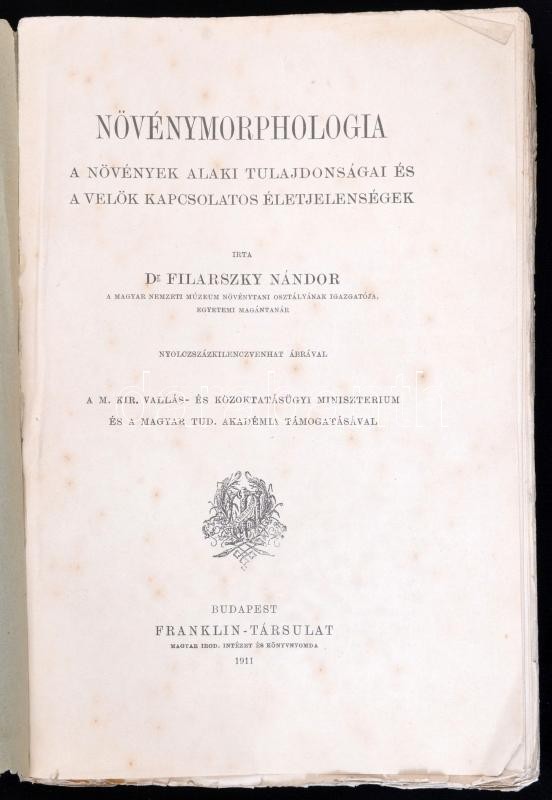 NÖVÉNYMORPHOLOGIA
A NÖVÉNYEK ALAKI TULAJDONSÁGAI ÉS
A VELÖK KAPCSOLATOS ÉLETJELENSÉGEK
IRTA
DR FILARSZKY NÁNDOR
A MAGYAR NEMZETI MÚZEUM NÖVÉNYTANI OSZTÁLYÁNAK IGAZGATÓJA,
EGYETEMI MAGÁNTANÁR
NYOLCZSZÁZKILENCZVENHAT ÁBRÁVAL
A M. KIR. VALLÁS- ÉS KÖZOKTATÁSÜGYI MINISZTERIUM
ÉS A MAGYAR TUD. AKADÉMIA TÁMOGATÁSÁVAL
BUDAPEST
FRANKLIN-TÁRSULAT
MAGYAR IROD. INTÉZET ÉS KÖNYVNYOMDA
1911